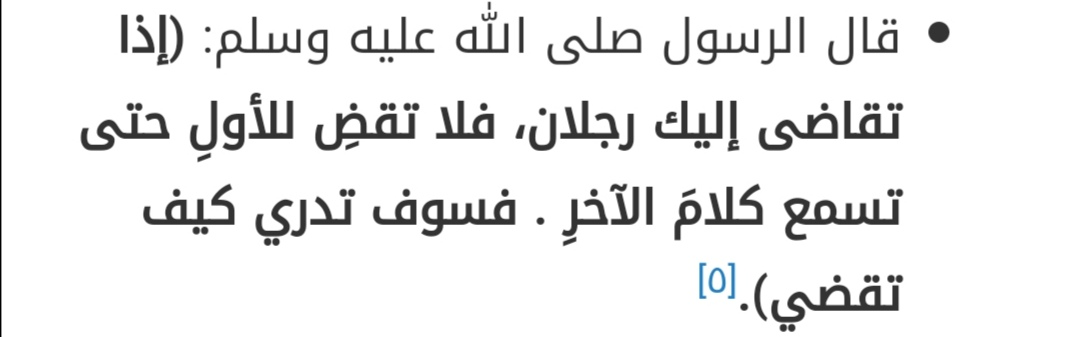 • قال الرسول صلى الله عليه وسلم: (إذا
تقاضى إليك رجلان، فلا تقضِ للأولِ حتى
تسمع كلامَ الآخرِ . فسوف تدري كيف
تقضي).[٥]